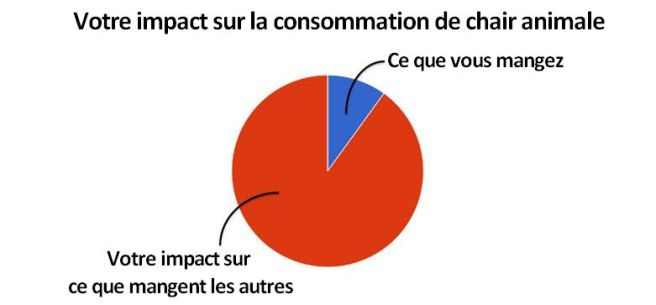 Votre impact sur la consommation de chair animale
Ce que vous mangez
Votre impact sur
ce que mangent les autres